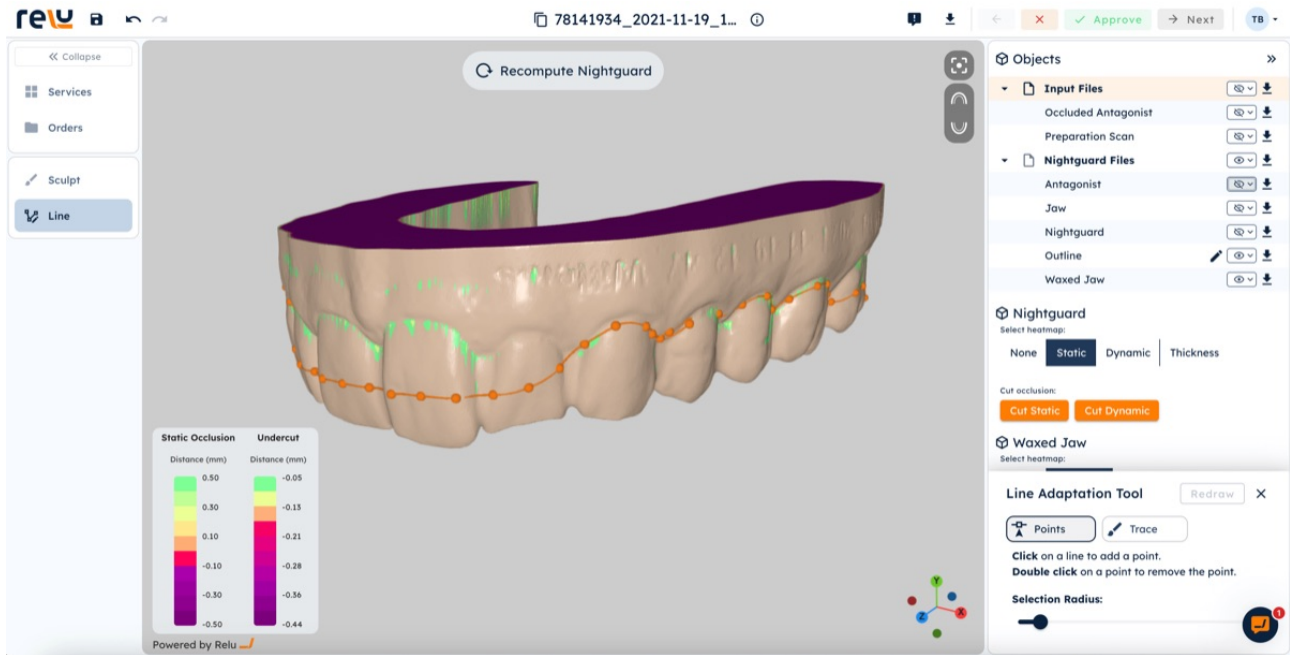 relu
78141934_2021-11-19_1...
Approve
Next
TB
Collapse
Services
Orders
Sculpt
Line
Recompute Nightguard
Static Occlusion
Undercut
Distance (mm)
Distance (mm)
0.50
0.30
0.10
-0.10
-0.30
-0.50
-0.05
-0.13
-0.21
-0.28
-0.36
-0.44
Powered by Relu
Y
X
Z
Objects
Input Files
Occluded Antagonist
Preparation Scan
Nightguard Files
Antagonist
Jaw
Nightguard
Outline
Waxed Jaw
Nightguard
Select heatmap:
None Static Dynamic Thickness
Cut occlusion:
Cut Static Cut Dynamic
Waxed Jaw
Select heatmap:
Line Adaptation Tool Redraw
Points Trace
Click on a line to add a point.
Double click on a point to remove the point.
Selection Radius:
1